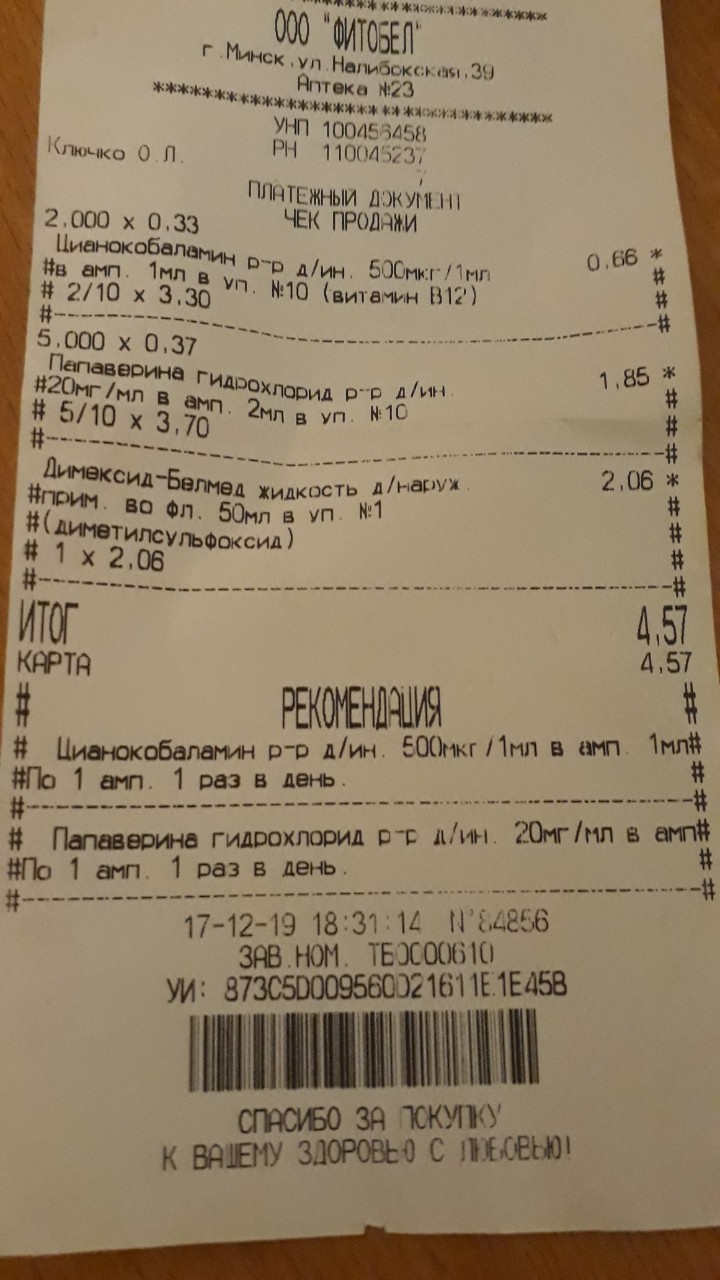 ************************
ООО "ФИТОБЕЛ"
г.Минск,ул.Налибокская,39
Аптека №23
********************************
УНП 100456458
Ключко О.Л. РН 110045237
ПЛАТЕЖНЫЙ ДОКУМЕНТ
ЧЕК ПРОДАЖИ
2,000 x 0,33
Цианокобаламин р-р д/ин. 500мкг/1мл 0,66 *
#в амп. 1мл в уп. №10 (витамин В12) #
# 2/10 x 3,30 #
#----------------------------------------#
5,000 x 0,37
Папаверина гидрохлорид р-р д/ин. 1,85 *
#20мг/мл в амп. 2мл в уп. №10 #
# 5/10 x 3,70 #
#----------------------------------------#
Димексид-Белмед жидкость д/наруж. 2,06 *
#прим. во фл. 50мл в уп. №1 #
#(диметилсульфоксид) #
# 1 x 2,06 #
#----------------------------------------#
ИТОГ 4,57
КАРТА 4,57
# РЕКОМЕНДАЦИЯ #
# Цианокобаламин р-р д/ин. 500мкг/1мл в амп. 1мл#
#По 1 амп. 1 раз в день. #
#----------------------------------------#
# Папаверина гидрохлорид р-р д/ин. 20мг/мл в амп#
#По 1 амп. 1 раз в день. #
#----------------------------------------#
17-12-19 18:31:14 №84856
ЗАВ.НОМ. ТБ0000610
УИ: 873C5D009560D21611E1E45B
СПАСИБО ЗА ПОКУПКУ
К ВАШЕМУ ЗДОРОВЬЮ С ЛЮБОВЬЮ!